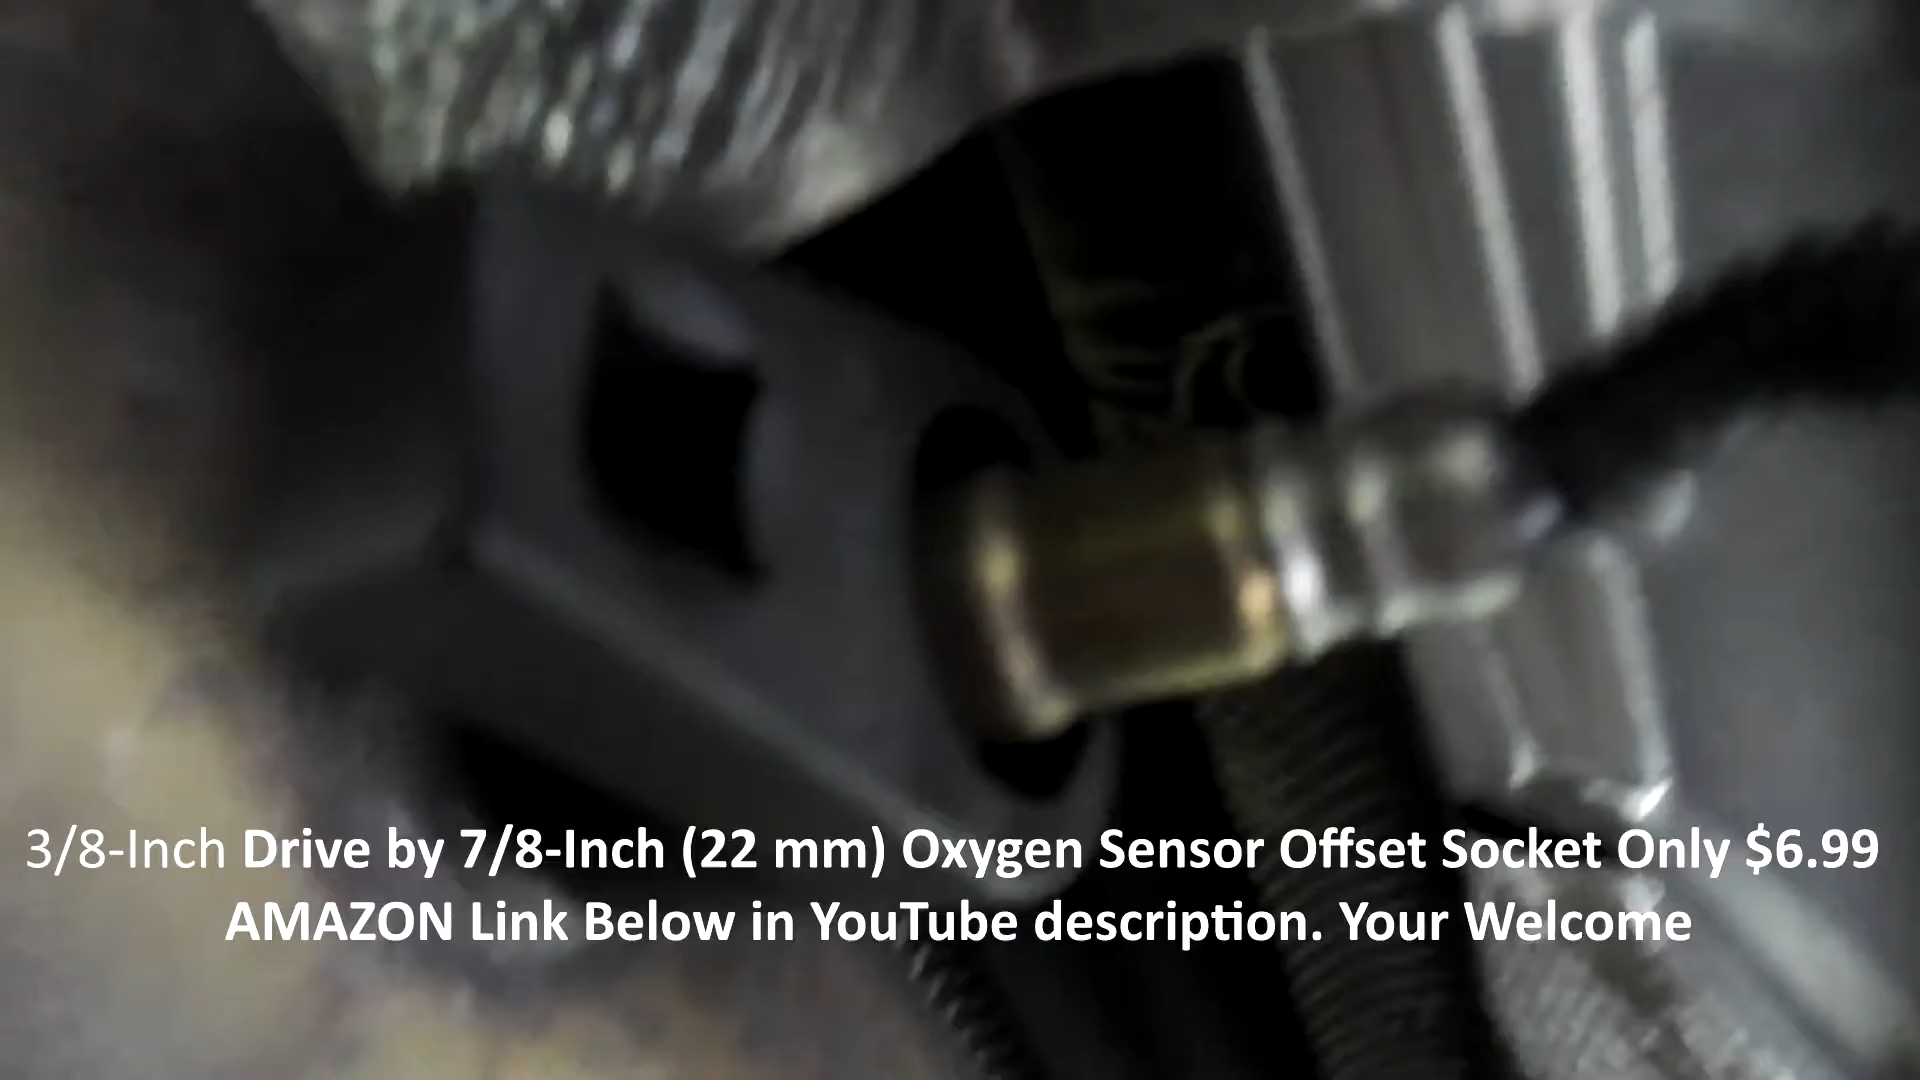 3/8-Inch Drive by 7/8-Inch (22 mm) Oxygen Sensor Offset Socket Only $6.99
AMAZON Link Below in YouTube description. Your Welcome